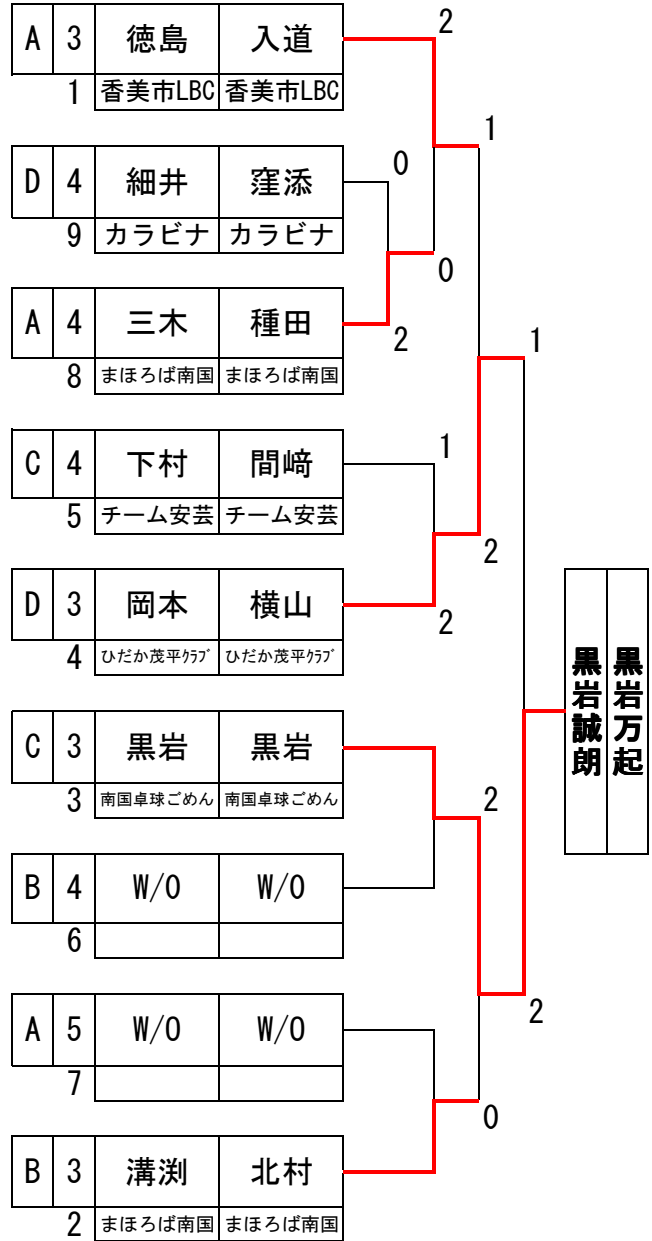 A 3 徳島 入道
1 香美市LBC 香美市LBC
D 4 細井 窪添
9 カラビナ カラビナ
A 4 三木 種田
8 まほろば南国 まほろば南国
C 4 下村 間﨑
5 チーム安芸 チーム安芸
D 3 岡本 横山
4 ひだか茂平ｸﾗﾌﾞ ひだか茂平ｸﾗﾌﾞ
C 3 黒岩 黒岩
3 南国卓球ごめん 南国卓球ごめん
B 4 W/O W/O
6
A 5 W/O W/O
7
B 3 溝渕 北村
2 まほろば南国 まほろば南国
2
1
0
0
2
1
1
2
2
2
2
0
黒岩万起
黒岩誠朗